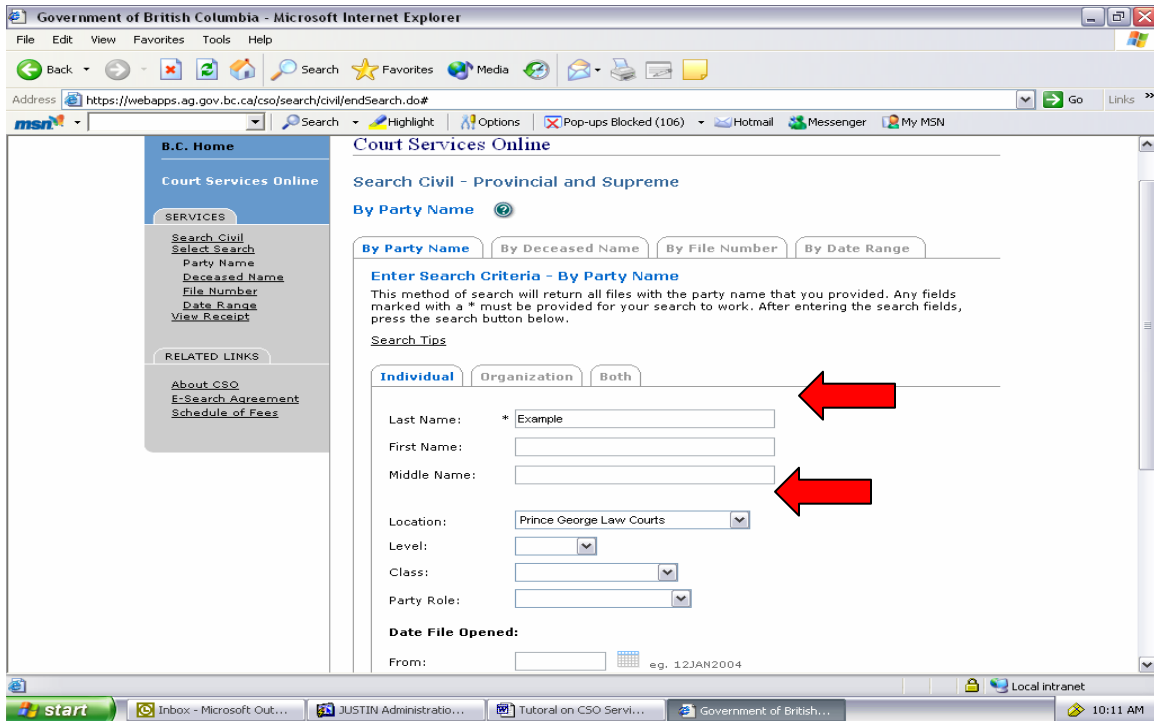 Government of British Columbia - Microsoft Internet Explorer
File Edit View Favorites Tools Help
Back Search Favorites Media
Address https://webapps.ag.gov.bc.ca/cso/search/civil/endSearch.do# Go Links »
msn Search Highlight Options Pop-ups Blocked (106) Hotmail Messenger My MSN
B.C. Home
Court Services Online
SERVICES
Search Civil
Select Search
Party Name
Deceased Name
File Number
Date Range
View Receipt
RELATED LINKS
About CSO
E-Search Agreement
Schedule of Fees
Court Services Online
Search Civil - Provincial and Supreme
By Party Name ?
By Party Name By Deceased Name By File Number By Date Range
Enter Search Criteria - By Party Name
This method of search will return all files with the party name that you provided. Any fields
marked with a * must be provided for your search to work. After entering the search fields,
press the search button below.
Search Tips
Individual Organization Both
Last Name: * Example
First Name:
Middle Name:
Location: Prince George Law Courts
Level:
Class:
Party Role:
Date File Opened:
From: eg. 12JAN2004
Local intranet
start Inbox - Microsoft Out... JUSTIN Administratio... Tutoral on CSO Servi... Government of British... 10:11 AM